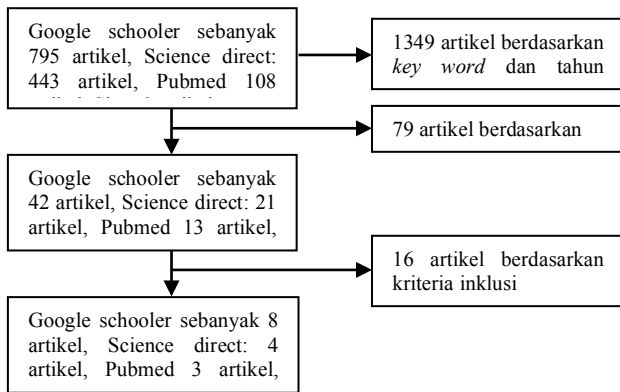 Google schooler sebanyak
795 artikel, Science direct:
443 artikel, Pubmed 108
1349 artikel berdasarkan
key word dan tahun
79 artikel berdasarkan
Google schooler sebanyak
42 artikel, Science direct: 21
artikel, Pubmed 13 artikel,
16 artikel berdasarkan
kriteria inklusi
Google schooler sebanyak 8
artikel, Science direct: 4
artikel, Pubmed 3 artikel,